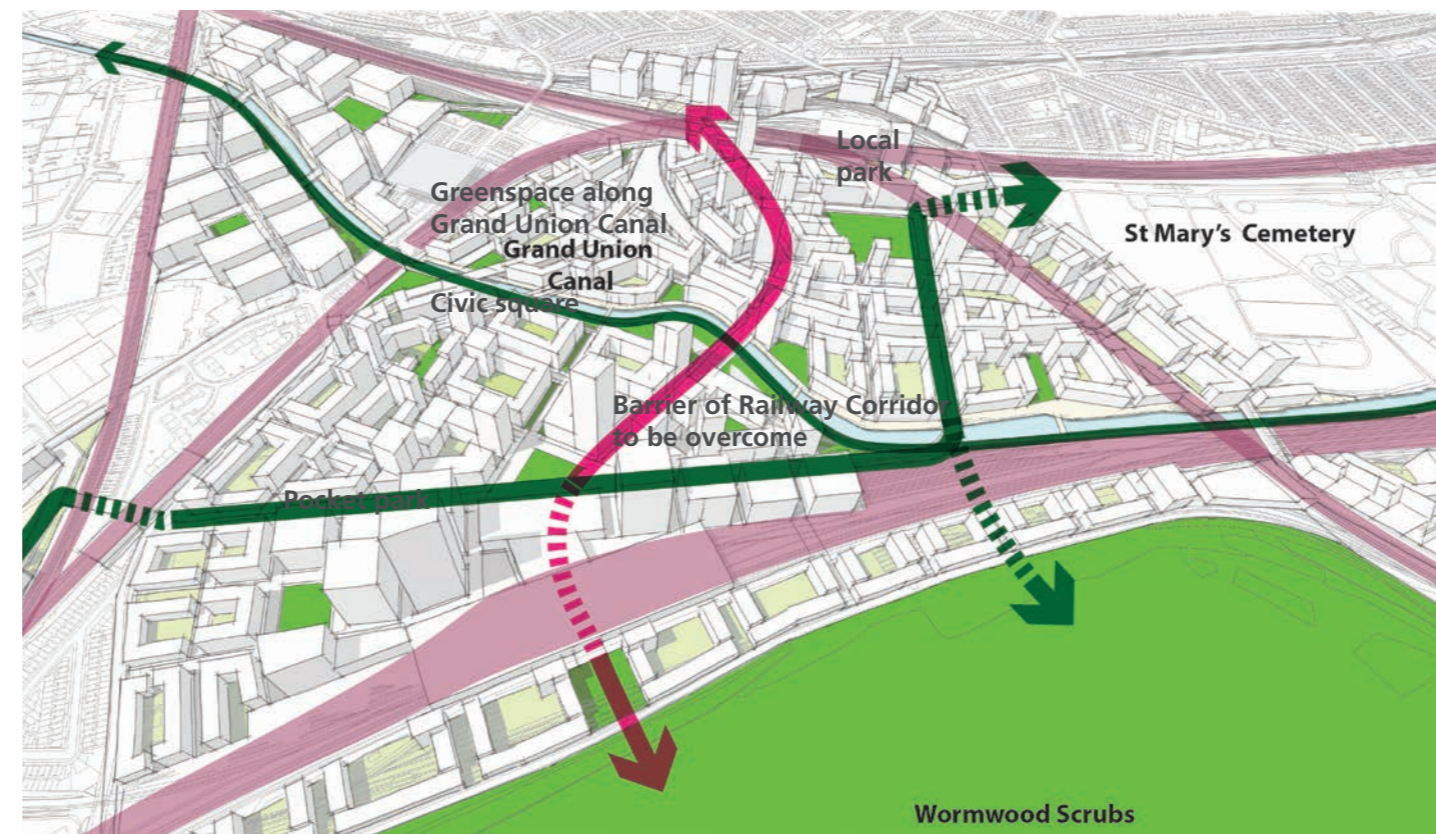 Local
park
Greenspace along
Grand Union Canal
Grand Union
Canal
St Mary's Cemetery
Civic square
Barrier of Railway Corridor
to be overcome
Pocket park
Wormwood Scrubs